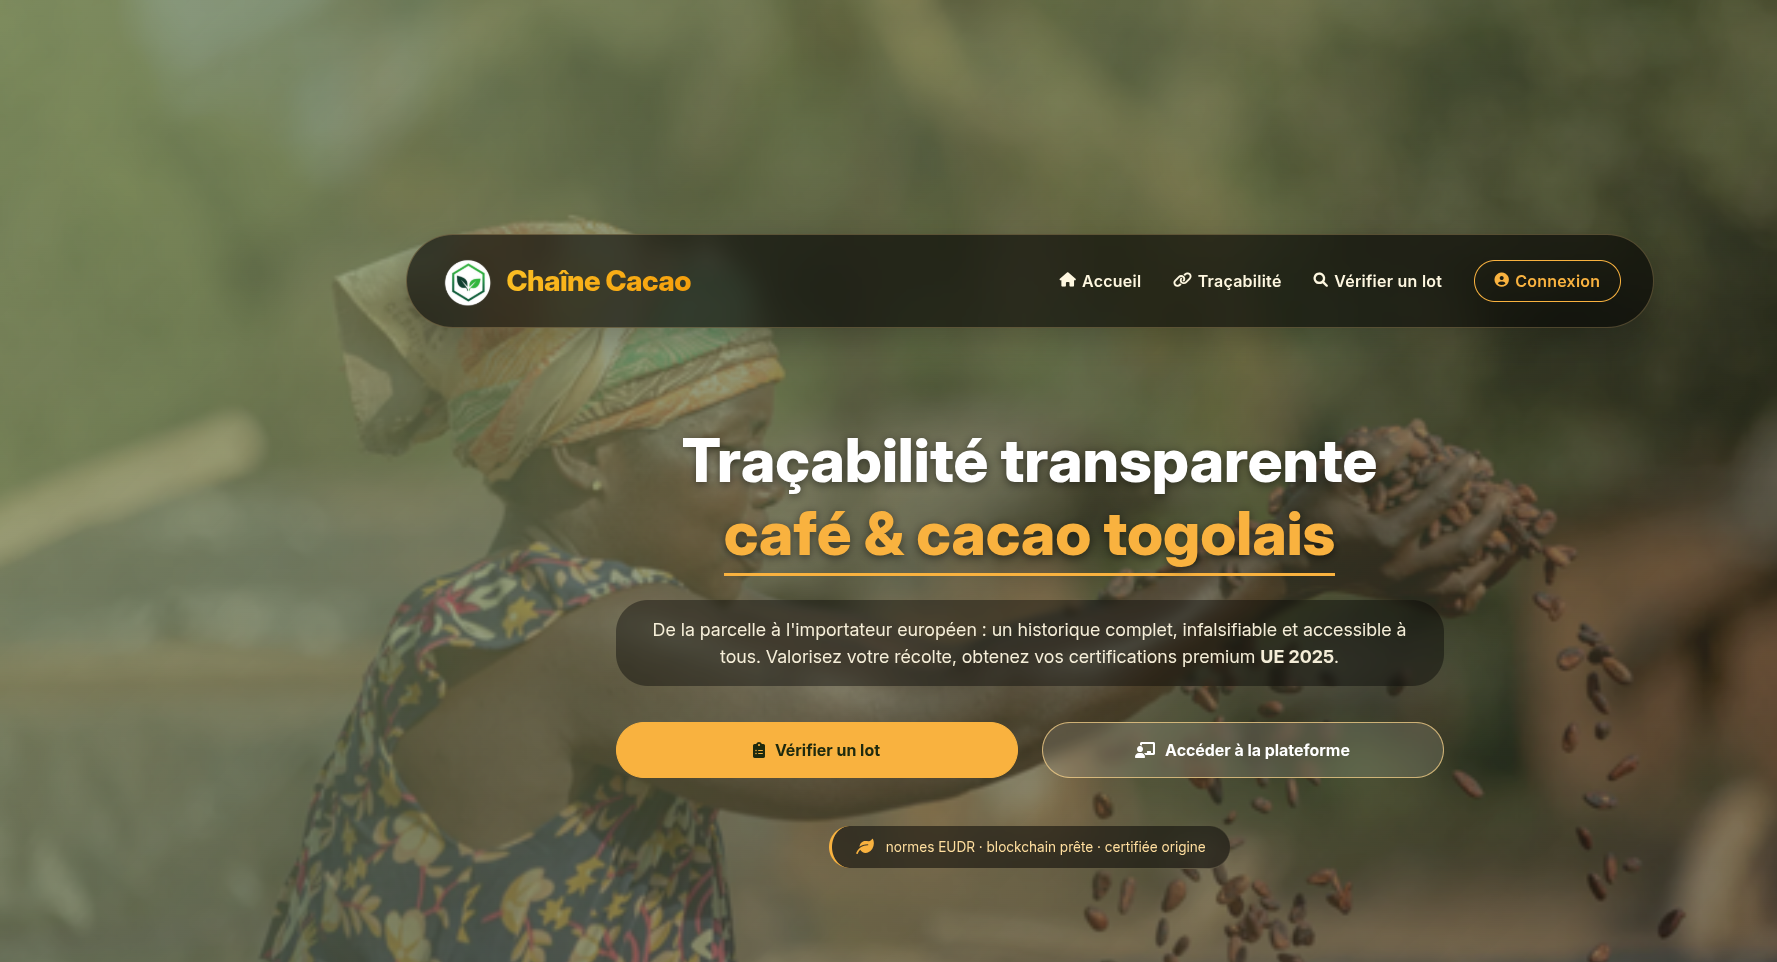 Chaîne Cacao
Accueil
Traçabilité
Vérifier un lot
Connexion
Traçabilité transparente
café & cacao togolais
De la parcelle à l'importateur européen : un historique complet, infalsifiable et accessible à
tous. Valorisez votre récolte, obtenez vos certifications premium UE 2025.
Vérifier un lot
Accéder à la plateforme
normes EUDR · blockchain prête · certifiée origine